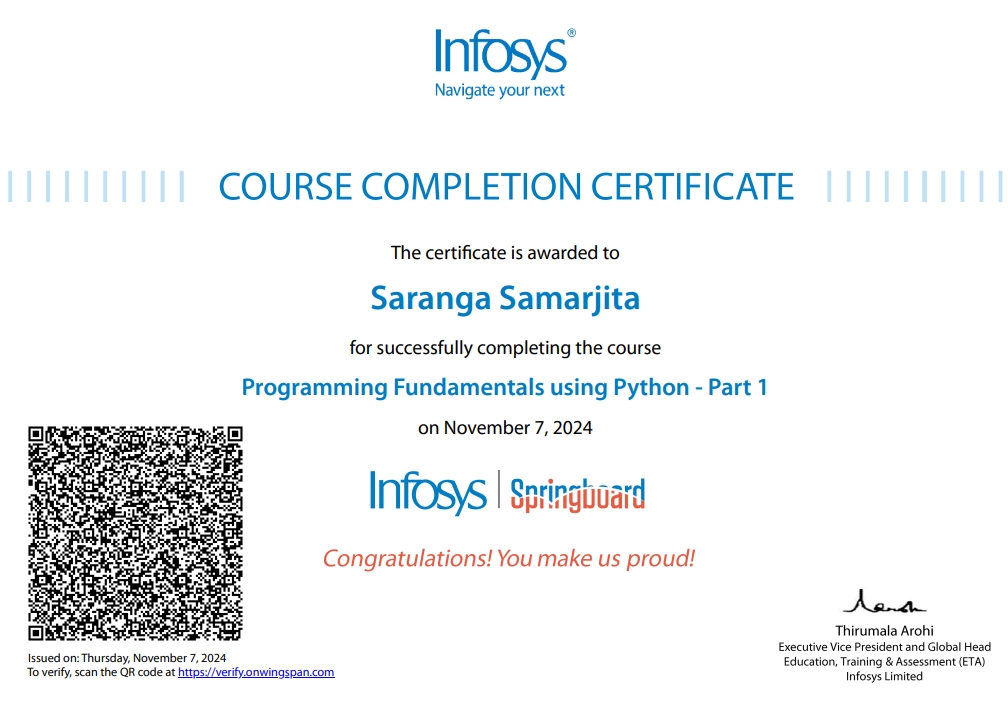 Infosys®
Navigate your next
COURSE COMPLETION CERTIFICATE
The certificate is awarded to
Saranga Samarjita
for successfully completing the course
Programming Fundamentals using Python - Part 1
on November 7, 2024
Infosys | Springboard
Congratulations! You make us proud!
Issued on: Thursday, November 7, 2024
To verify, scan the QR code at https://verify.onwingspan.com
Thirumala Arohi
Executive Vice President and Global Head
Education, Training & Assessment (ETA)
Infosys Limited